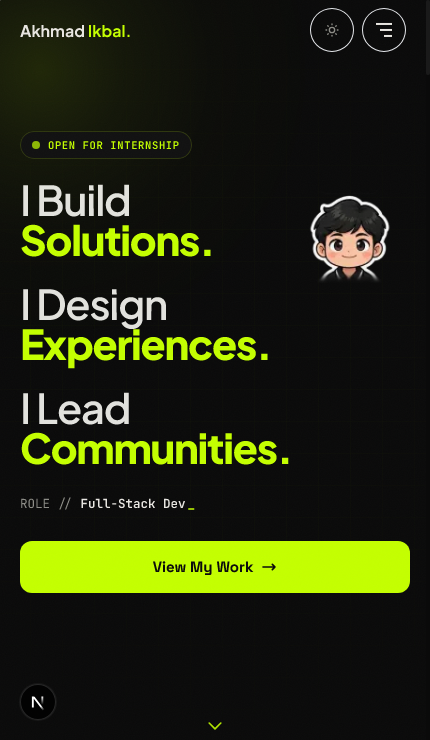 Akhmad Ikbal.
OPEN FOR INTERNSHIP
I Build
Solutions.
I Design
Experiences.
I Lead
Communities.
ROLE // Full-Stack Dev_
View My Work →
N